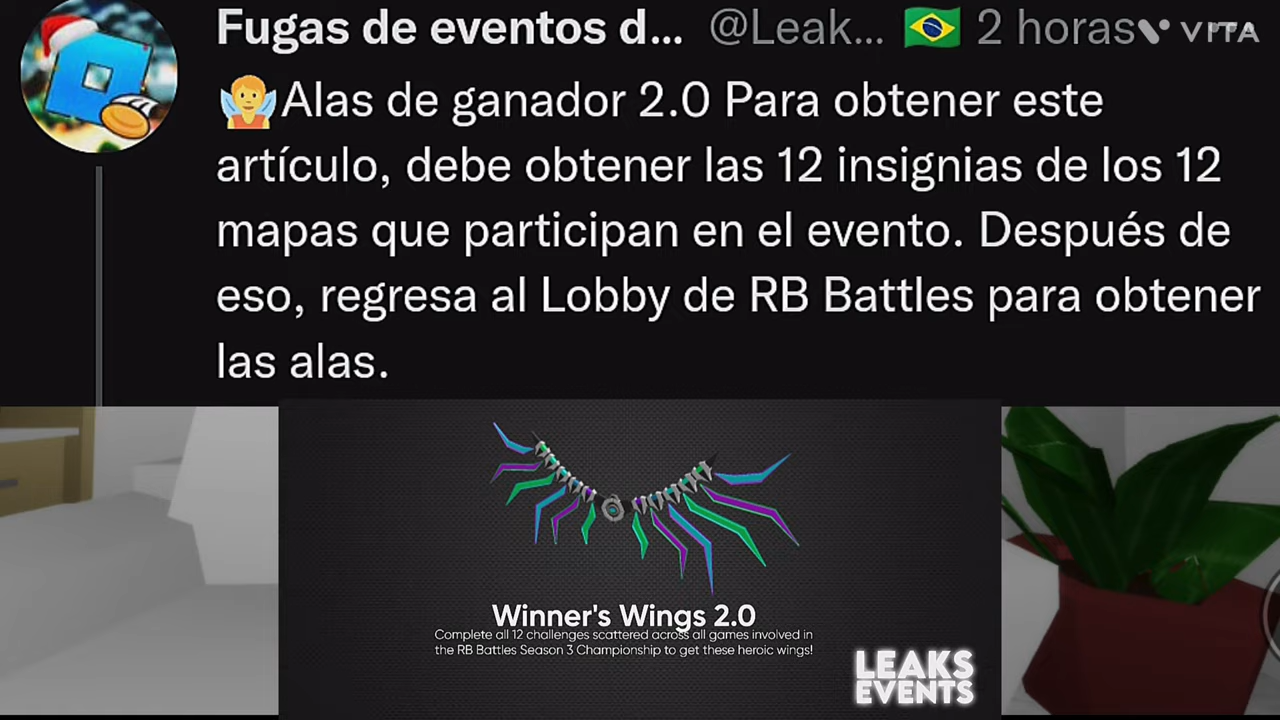 Fugas de eventos d... @Leak... 🇧🇷 2 horas
VITA
🧚Alas de ganador 2.0 Para obtener este
artículo, debe obtener las 12 insignias de los 12
mapas que participan en el evento. Después de
eso, regresa al Lobby de RB Battles para obtener
las alas.
Winner's Wings 2.0
Complete all 12 challenges scattered across all games involved in
the RB Battles Season 3 Championship to get these heroic wings!
LEAKS
EVENTS